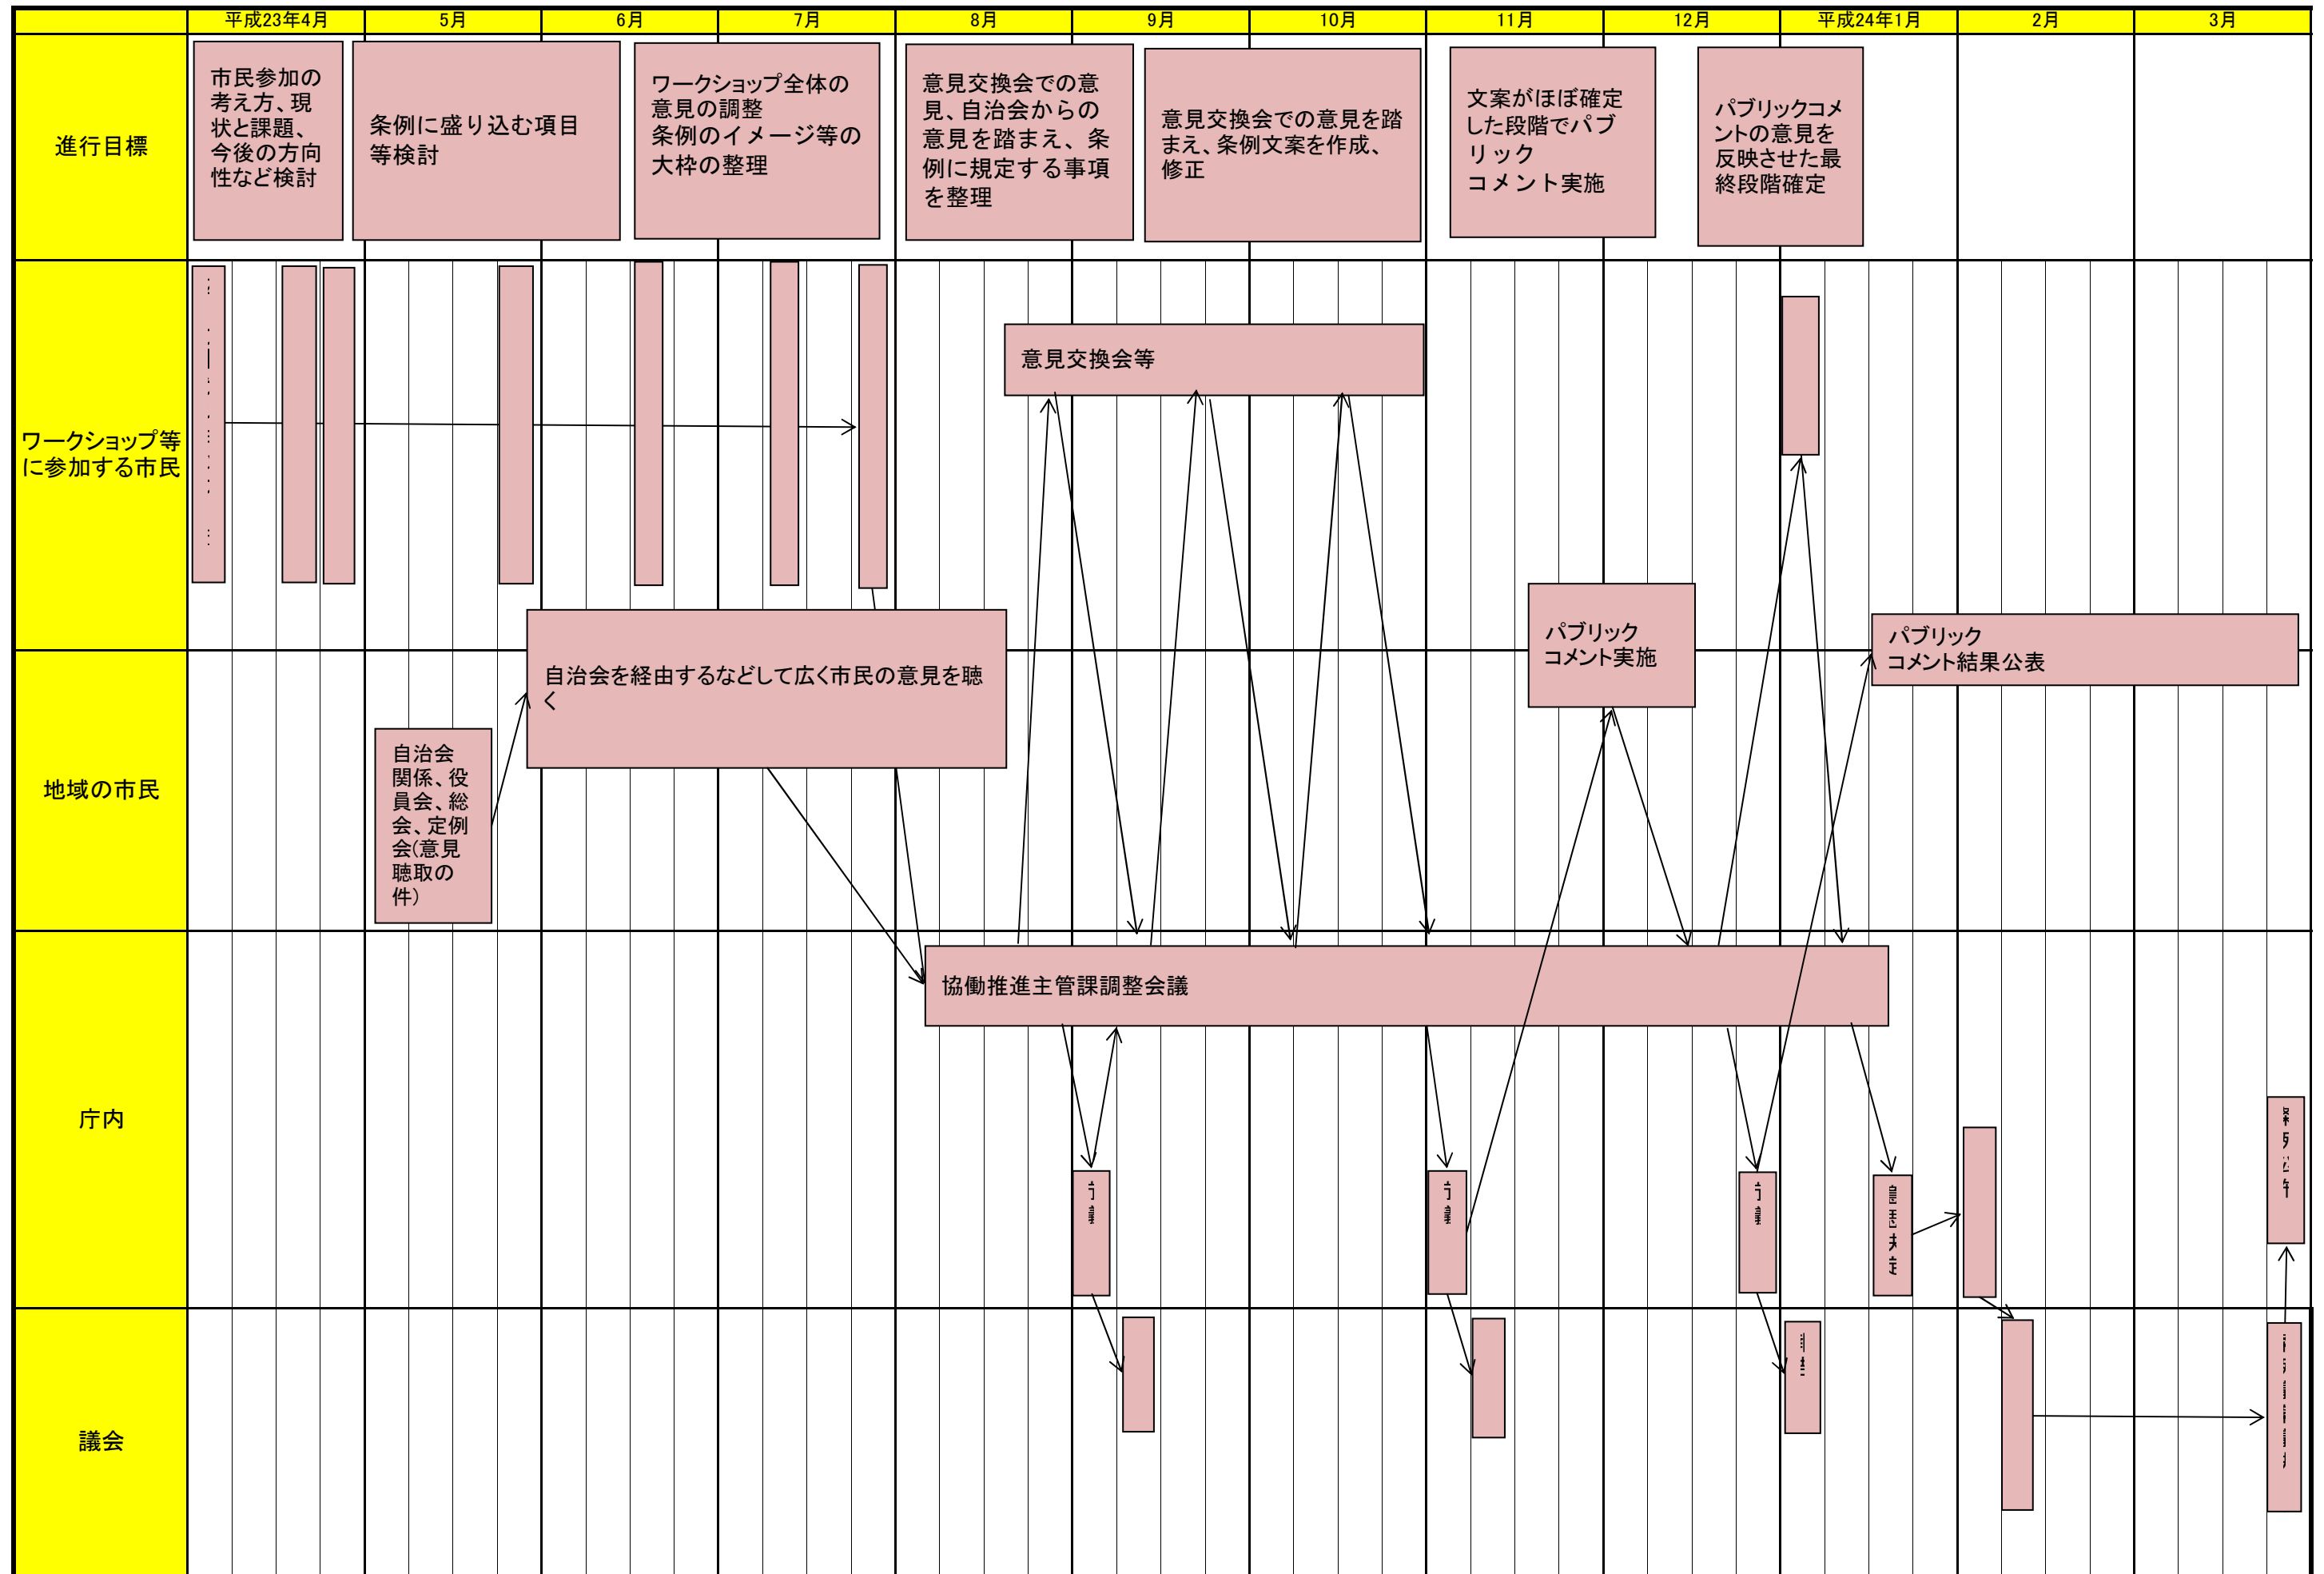 平成23年4月
5月
6月
7月
8月
9月
10月
11月
12月
平成24年1月
2月
3月
進行目標
市民参加の
考え方、現
状と課題、
今後の方向
性など検討
条例に盛り込む項目
等検討
ワークショップ全体の
意見の調整
条例のイメージ等の
大枠の整理
意見交換会での意
見、自治会からの
意見を踏まえ、条
例に規定する事項
を整理
意見交換会での意見を踏
まえ、条例文案を作成、
修正
文案がほぼ確定
した段階でパブ
リック
コメント実施
パブリックコメ
ントの意見を
反映させた最
終段階確定
ワークショップ等
に参加する市民
意見交換会等
パブリック
コメント実施
パブリック
コメント結果公表
地域の市民
自治会を経由するなどして広く市民の意見を聴
く
自治会
関係、役
員会、総
会、定例
会(意見
聴取の
件)
庁内
協働推進主管課調整会議
意思決定
議会